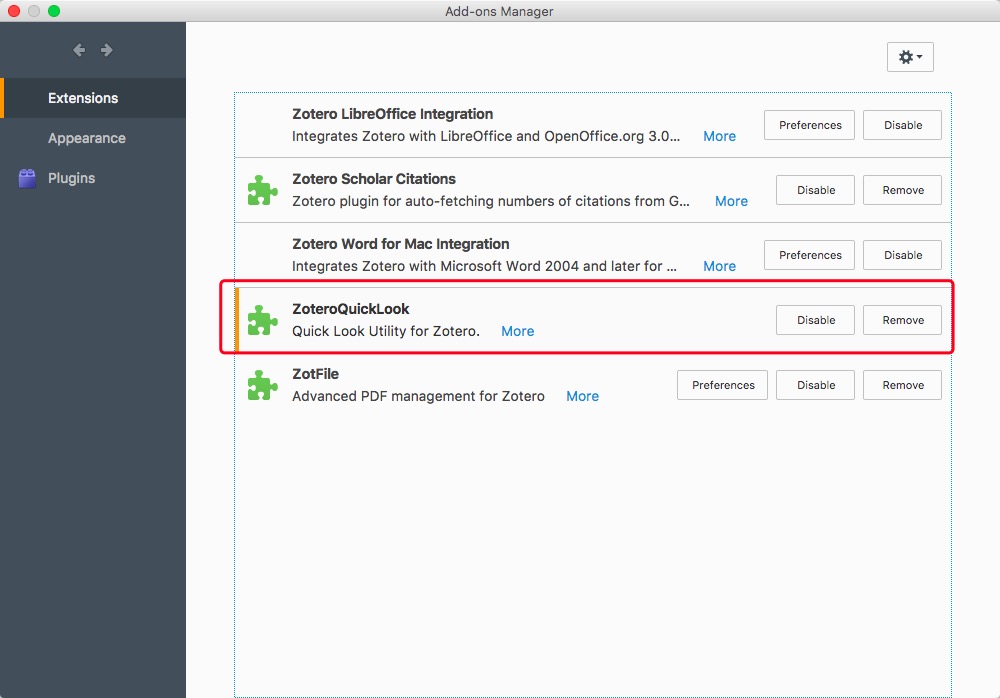 Add-ons Manager
Extensions
Appearance
Plugins
Zotero LibreOffice Integration
Integrates Zotero with LibreOffice and OpenOffice.org 3.0... More
Preferences Disable
Zotero Scholar Citations
Zotero plugin for auto-fetching numbers of citations from G... More
Disable Remove
Zotero Word for Mac Integration
Integrates Zotero with Microsoft Word 2004 and later for ... More
Preferences Disable
ZoteroQuickLook
Quick Look Utility for Zotero. More
Disable Remove
ZotFile
Advanced PDF management for Zotero More
Preferences Disable Remove